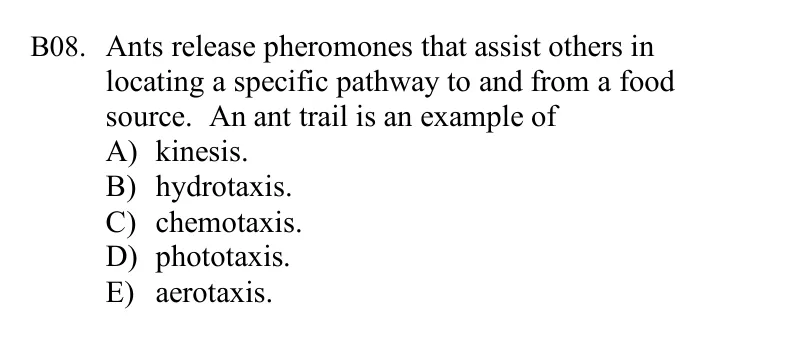 B08. Ants release pheromones that assist others in
locating a specific pathway to and from a food
source. An ant trail is an example of
A) kinesis.
B) hydrotaxis.
C) chemotaxis.
D) phototaxis.
E) aerotaxis.